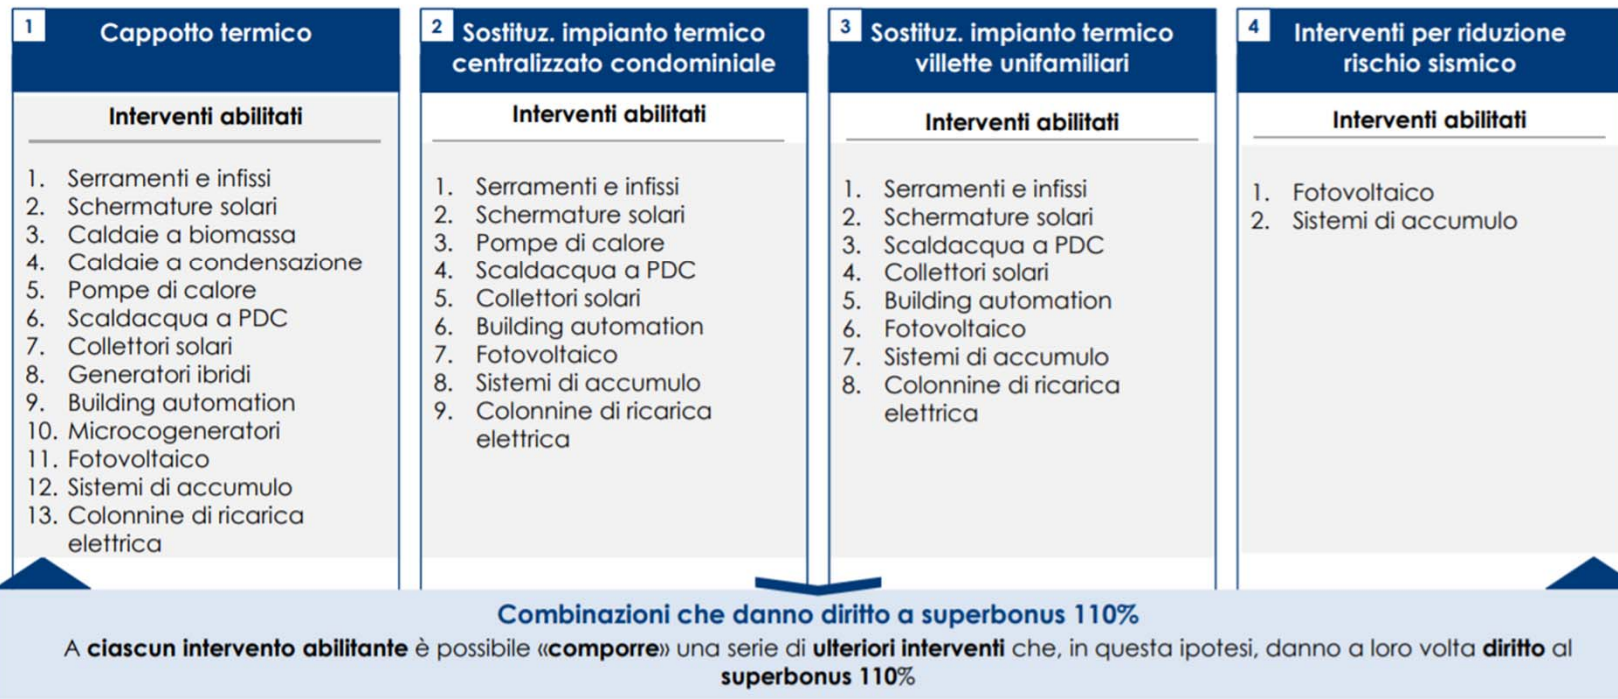 1
Cappotto termico
Interventi abilitati
1. Serramenti e infissi
2. Schermature solari
3. Caldaie a biomassa
4. Caldaie a condensazione
5. Pompe di calore
6. Scaldacqua a PDC
7. Collettori solari
8. Generatori ibridi
9. Building automation
10. Microcogeneratori
11. Fotovoltaico
12. Sistemi di accumulo
13. Colonnine di ricarica
elettrica
2
Sostituz. impianto termico
centralizzato condominiale
Interventi abilitati
1. Serramenti e infissi
2. Schermature solari
3. Pompe di calore
4. Scaldacqua a PDC
5. Collettori solari
6. Building automation
7. Fotovoltaico
8. Sistemi di accumulo
9. Colonnine di ricarica
elettrica
3
Sostituz. impianto termico
villette unifamiliari
Interventi abilitati
1. Serramenti e infissi
2. Schermature solari
3. Scaldacqua a PDC
4. Collettori solari
5. Building automation
6. Fotovoltaico
7. Sistemi di accumulo
8. Colonnine di ricarica
elettrica
4
Interventi per riduzione
rischio sismico
Interventi abilitati
1. Fotovoltaico
2. Sistemi di accumulo
Combinazioni che danno diritto a superbonus 110%
A ciascun intervento abilitante è possibile «comporre» una serie di ulteriori interventi che, in questa ipotesi, danno a loro volta diritto al
superbonus 110%